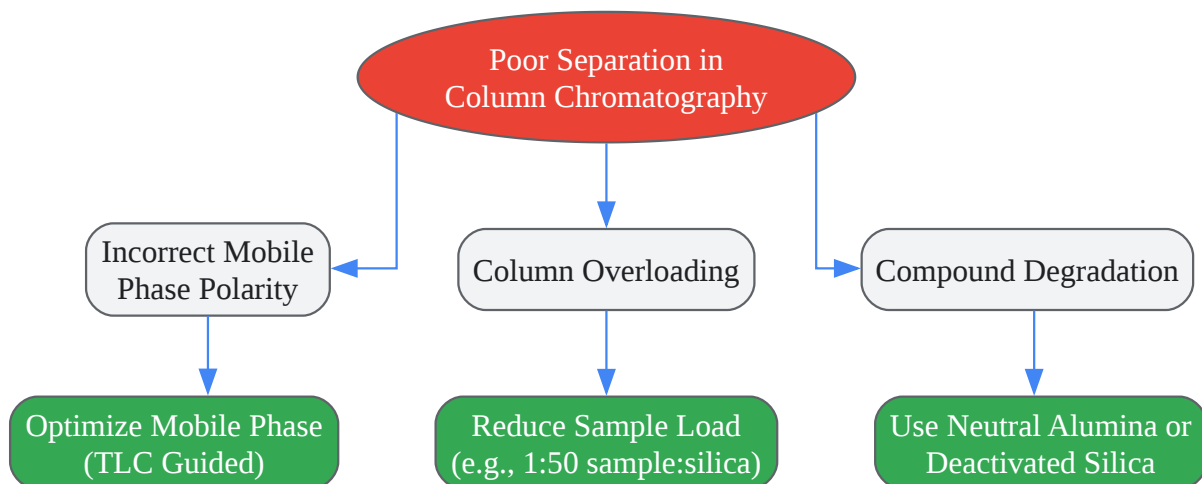 Poor Separation in
Column Chromatography
Incorrect Mobile
Phase Polarity
Column Overloading
Compound Degradation
Optimize Mobile Phase
(TLC Guided)
Reduce Sample Load
(e.g., 1:50 sample:silica)
Use Neutral Alumina or
Deactivated Silica